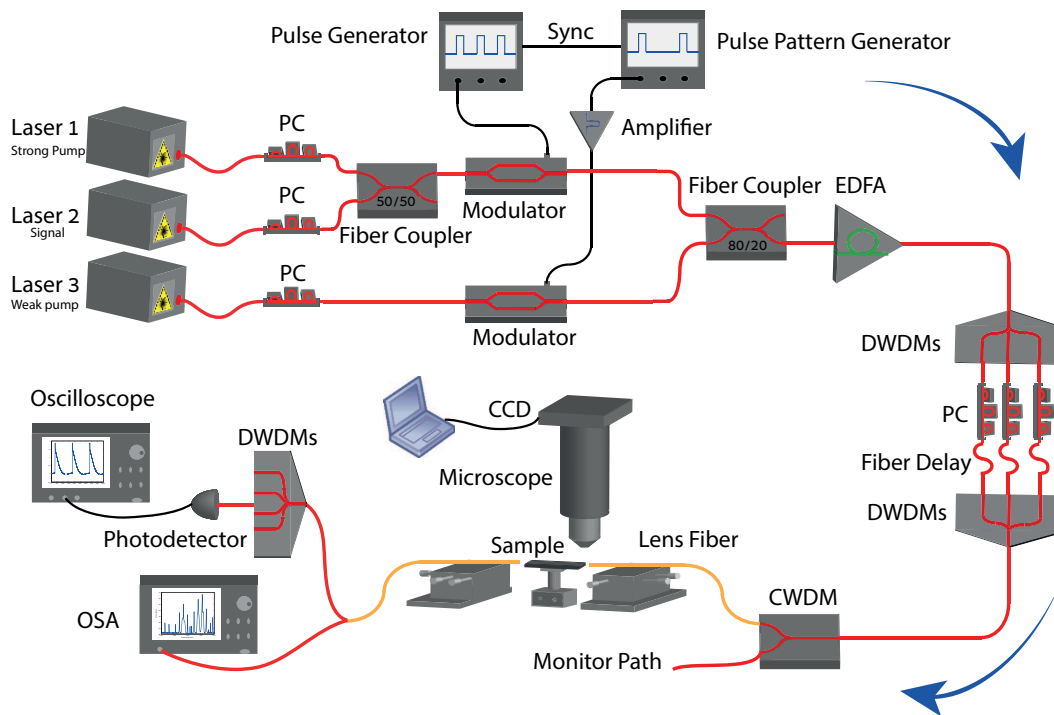 Pulse Generator
Sync
Pulse Pattern Generator
Laser 1
Strong Pump
PC
Amplifier
50/50
Modulator
Fiber Coupler
EDFA
Laser 2
Signal
PC
Fiber Coupler
80/20
Laser 3
Weak pump
PC
Modulator
DWDMs
PC
Fiber Delay
DWDMs
Oscilloscope
DWDMs
CCD
Microscope
Photodetector
Sample
Lens Fiber
OSA
CWDM
Monitor Path